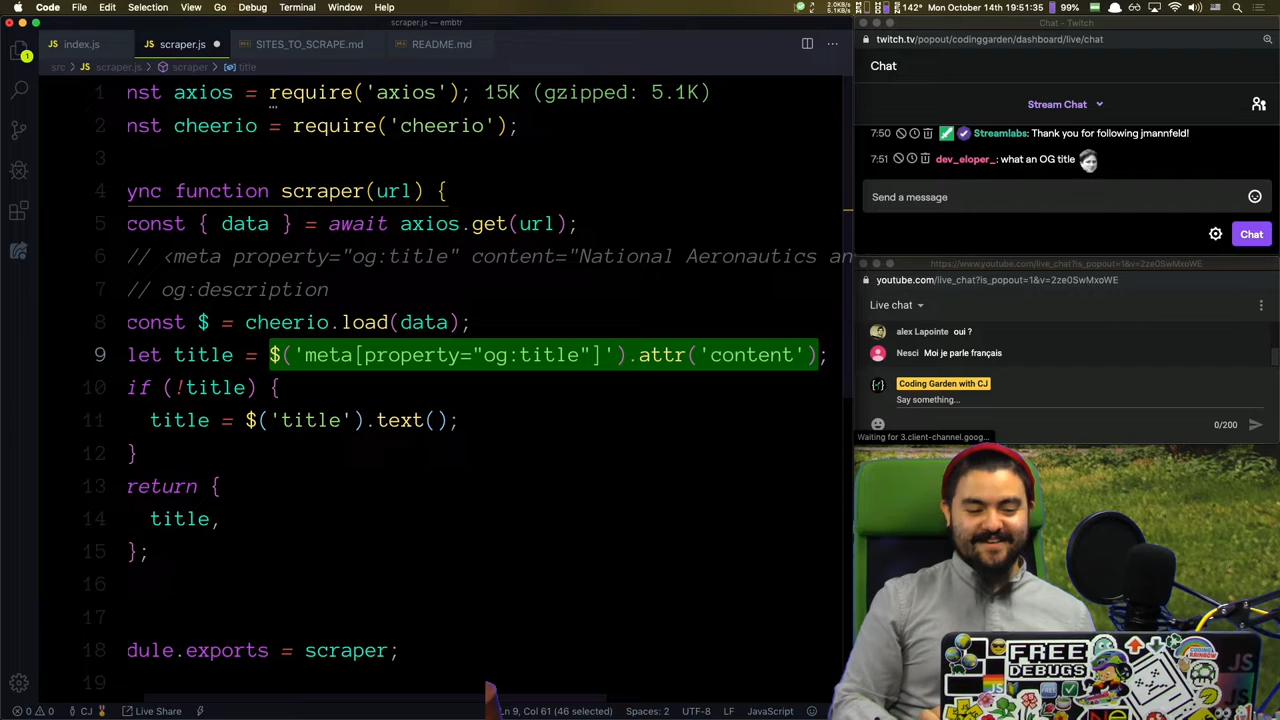 Code File Edit Selection View Go Debug Terminal Window Help
142° Mon October 14th 19:51:35 99%
scraper.js — embtr
index.js scraper.js SITES_TO_SCRAPE.md README.md
src > JS scraper.js > scraper > title
1 nst axios = require('axios'); 15K (gzipped: 5.1K)
2 nst cheerio = require('cheerio');
3
4 ync function scraper(url) {
5 const { data } = await axios.get(url);
6 // <meta property="og:title" content="National Aeronautics an
7 // og:description
8 const $ = cheerio.load(data);
9 let title = $('meta[property="og:title"]').attr('content');
10 if (!title) {
11 title = $('title').text();
12 }
13 return {
14 title,
15 };
16
17
18 dule.exports = scraper;
19
0 0 CJ Live Share Ln 9, Col 61 (46 selected) Spaces: 2 UTF-8 LF JavaScript
Chat - Twitch
twitch.tv/popout/codinggarden/dashboard/live/chat
Chat
Stream Chat
7:50 Streamlabs: Thank you for following jmannfeld!
7:51 dev_eloper_: what an OG title
Send a message
Chat
https://www.youtube.com/live_chat?is_popout=1&v=2ze0SwMxoWE
youtube.com/live_chat?is_popout=1&v=2ze0SwMxoWE
Live chat
alex Lapointe oui ?
Nesci Moi je parle français
Coding Garden with CJ
Say something...
0/200
Waiting for 3.client-channel.goog...
FREE
DEBUGS
JS